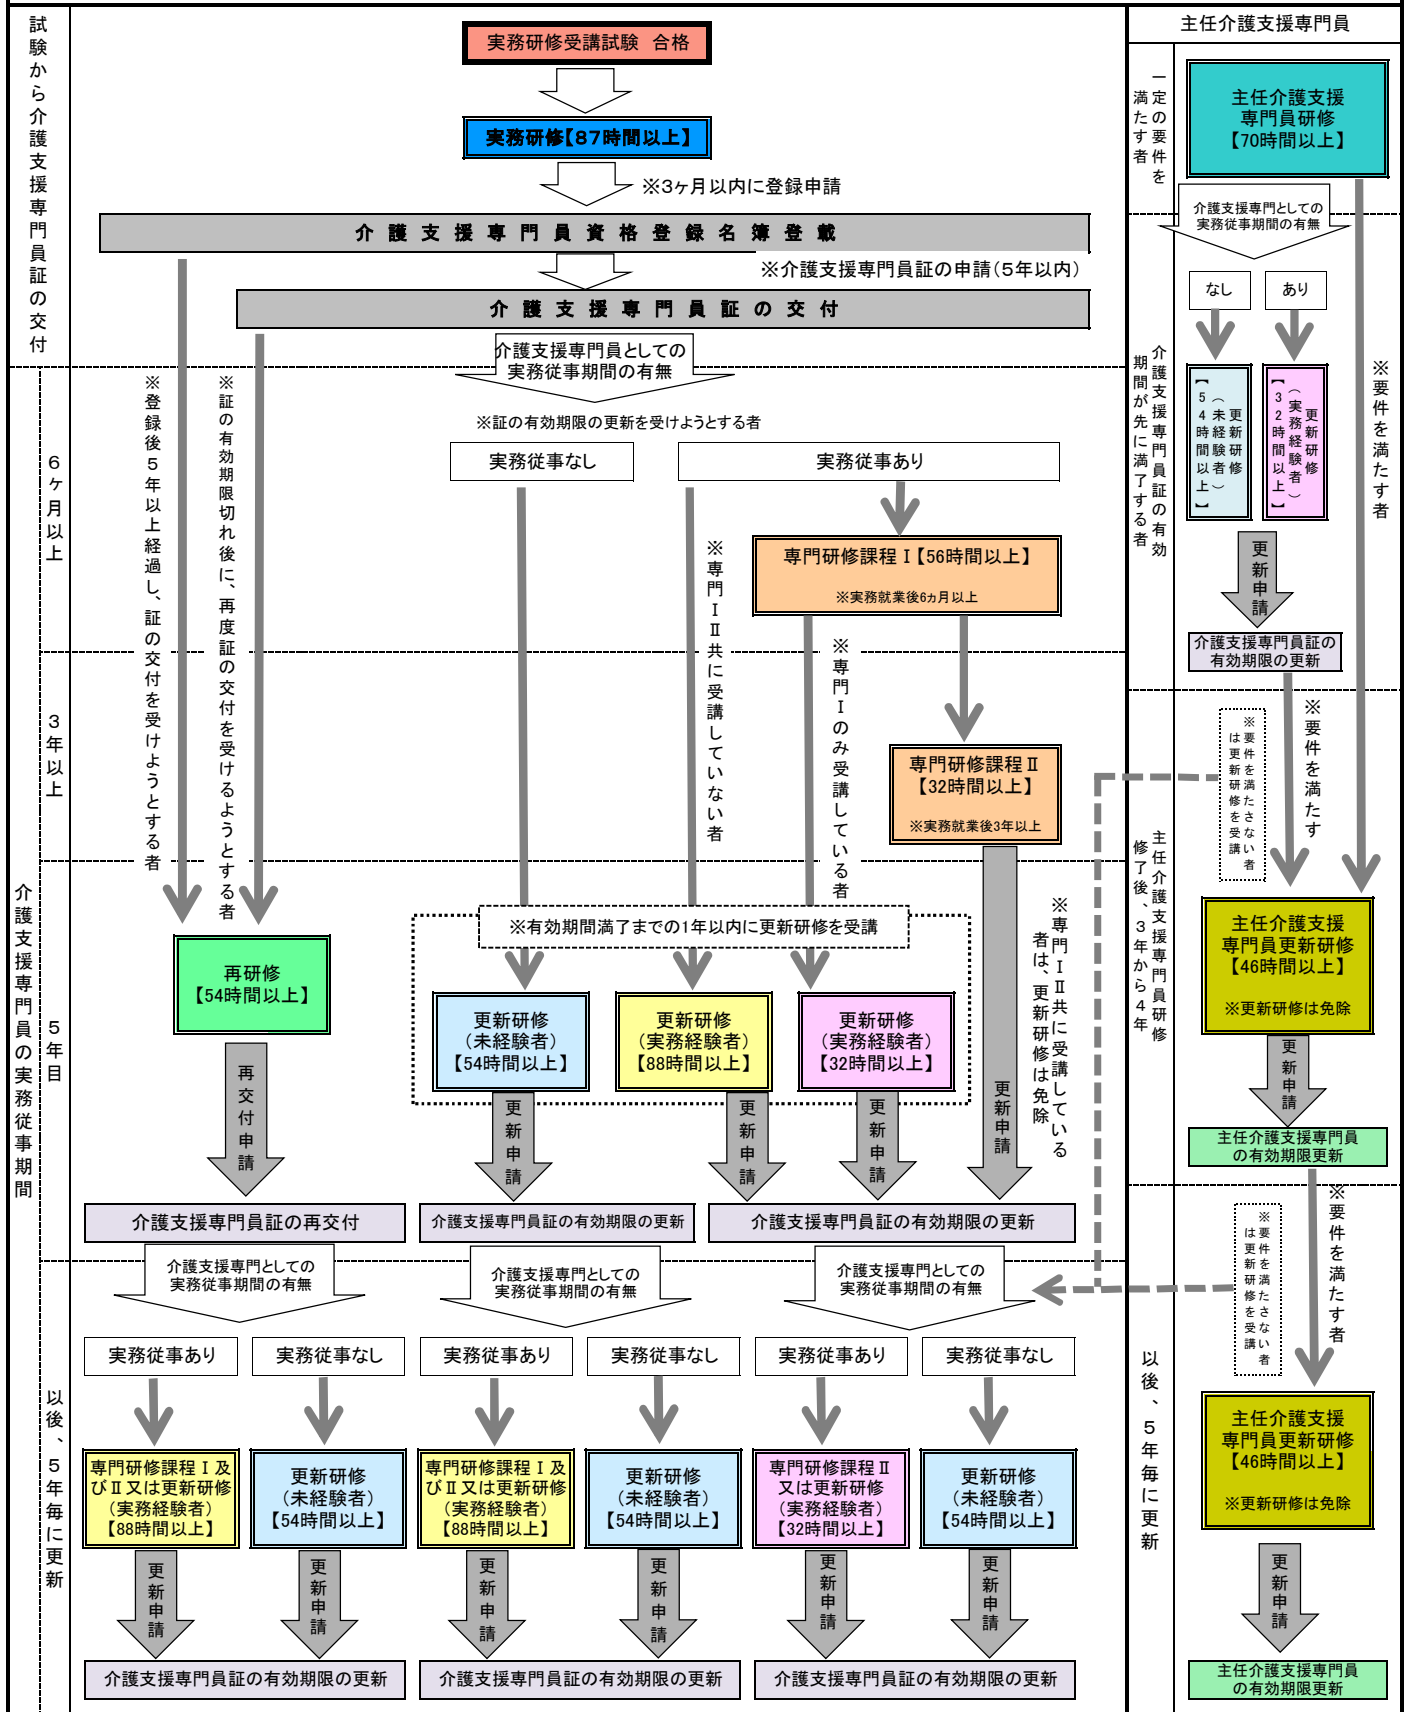 試験から介護支援専門員証の交付
実務研修受講試験 合格
実務研修【87時間以上】
※3ヶ月以内に登録申請
介護支援専門員資格登録名簿登載
※介護支援専門員証の申請(5年以内)
介護支援専門員証の交付
介護支援専門員としての
実務従事期間の有無
介護支援専門員の実務従事期間
6ヶ月以上
3年以上
5年目
以後、5年毎に更新
※登録後5年以上経過し、証の交付を受けようとする者
※証の有効期限切れ後に、再度証の交付を受けるようとする者
※証の有効期限の更新を受けようとする者
実務従事なし
実務従事あり
専門研修課程Ⅰ【56時間以上】
※実務就業後6ヵ月以上
※専門ⅠⅡ共に受講していない者
※専門Ⅰのみ受講している者
専門研修課程Ⅱ
【32時間以上】
※実務就業後3年以上
※専門ⅠⅡ共に受講している
者は、更新研修は免除
※有効期間満了までの1年以内に更新研修を受講
再研修
【54時間以上】
更新研修
(未経験者)
【54時間以上】
更新研修
(実務経験者)
【88時間以上】
更新研修
(実務経験者)
【32時間以上】
再交付申請
更新申請
更新申請
更新申請
更新申請
介護支援専門員証の再交付
介護支援専門員証の有効期限の更新
介護支援専門員証の有効期限の更新
介護支援専門としての
実務従事期間の有無
介護支援専門としての
実務従事期間の有無
介護支援専門としての
実務従事期間の有無
実務従事あり
実務従事なし
実務従事あり
実務従事なし
実務従事あり
実務従事なし
専門研修課程Ⅰ及
びⅡ又は更新研修
(実務経験者)
【88時間以上】
更新研修
(未経験者)
【54時間以上】
専門研修課程Ⅰ及
びⅡ又は更新研修
(実務経験者)
【88時間以上】
更新研修
(未経験者)
【54時間以上】
専門研修課程Ⅱ
又は更新研修
(実務経験者)
【32時間以上】
更新研修
(未経験者)
【54時間以上】
更新申請
更新申請
更新申請
更新申請
更新申請
更新申請
介護支援専門員証の有効期限の更新
介護支援専門員証の有効期限の更新
介護支援専門員証の有効期限の更新
主任介護支援専門員
一定の要件を
満たす者
主任介護支援
専門員研修
【70時間以上】
介護支援専門としての
実務従事期間の有無
なし
あり
介護支援専門員証の有効
期間が先に満了する者
更新研修
(未経験者)
【54時間以上】
更新研修
(実務経験者)
【32時間以上】
※要件を満たす者
更新申請
介護支援専門員証の
有効期限の更新
主任介護支援専門員研修
修了後、3年から4年
※要件を満たさない者
は更新研修を受講
※要件を満たす
主任介護支援
専門員更新研修
【46時間以上】
※更新研修は免除
更新申請
主任介護支援専門員
の有効期限更新
以後、5年毎に更新
※要件を満たさない者
は更新研修を受講
※要件を満たす者
主任介護支援
専門員更新研修
【46時間以上】
※更新研修は免除
更新申請
主任介護支援専門員
の有効期限更新